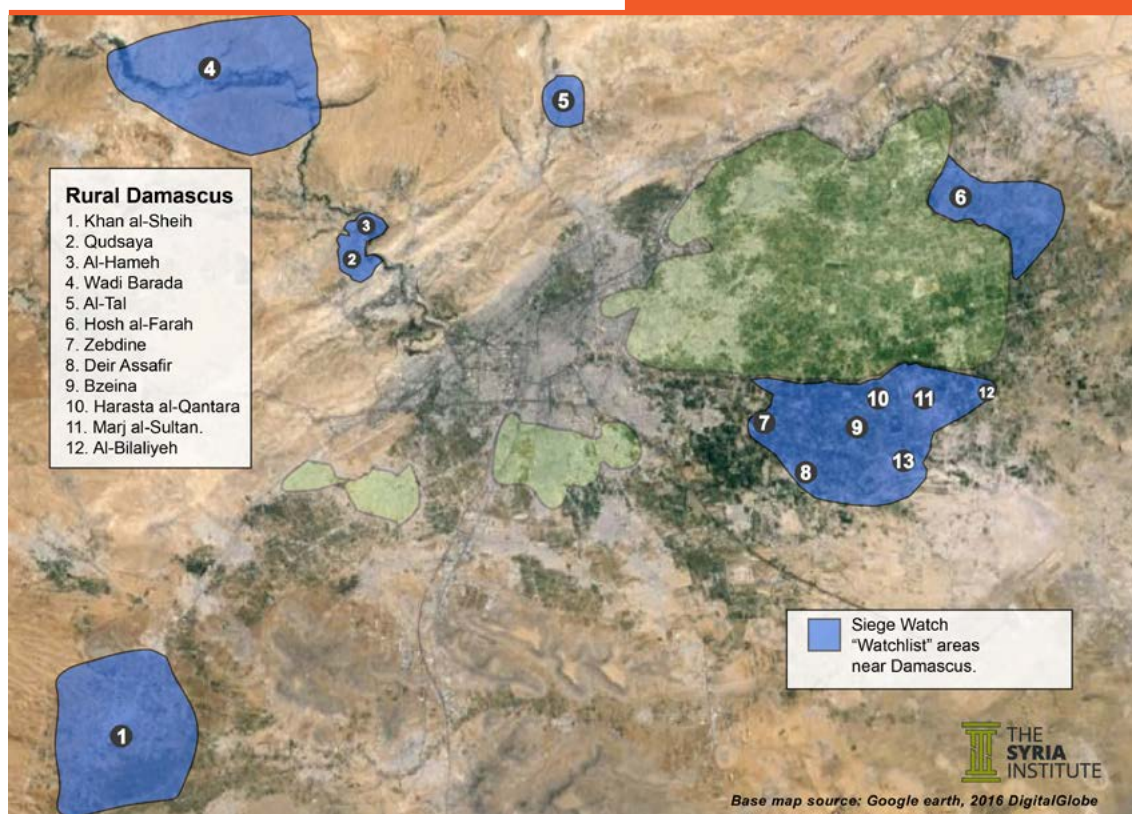 4
5
3
2
6
Rural Damascus
1. Khan al-Sheih
2. Qudsaya
3. Al-Hameh
4. Wadi Barada
5. Al-Tal
6. Hosh al-Farah
7. Zebdine
8. Deir Assafir
9. Bzeina
10. Harasta al-Qantara
11. Marj al-Sultan.
12. Al-Bilaliyeh
10
11
12
7
9
8
13
1
Siege Watch
“Watchlist” areas
near Damascus.
THE
SYRIA
INSTITUTE
Base map source: Google earth, 2016 DigitalGlobe